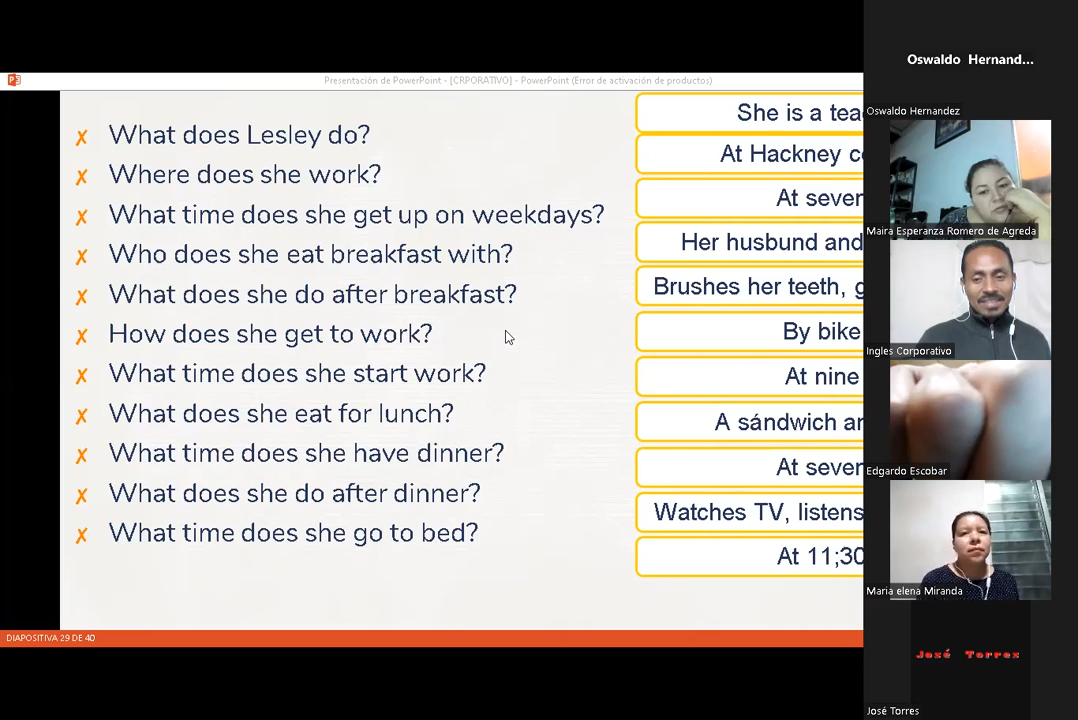 Presentación de PowerPoint - [CRPORATIVO] - PowerPoint (Error de activación de productos)
✗ What does Lesley do?
✗ Where does she work?
✗ What time does she get up on weekdays?
✗ Who does she eat breakfast with?
✗ What does she do after breakfast?
✗ How does she get to work?
✗ What time does she start work?
✗ What does she eat for lunch?
✗ What time does she have dinner?
✗ What does she do after dinner?
✗ What time does she go to bed?
She is a tea
At Hackney c
At seven
Her husbund and
Brushes her teeth, g
By bike
At nine
A sándwich an
At seven
Watches TV, listens
At 11;30
DIAPOSITIVA 29 DE 40
Oswaldo Hernand...
Oswaldo Hernandez
Maira Esperanza Romero de Agreda
Ingles Corporativo
Edgardo Escobar
Maria elena Miranda
José Torres
José Torres